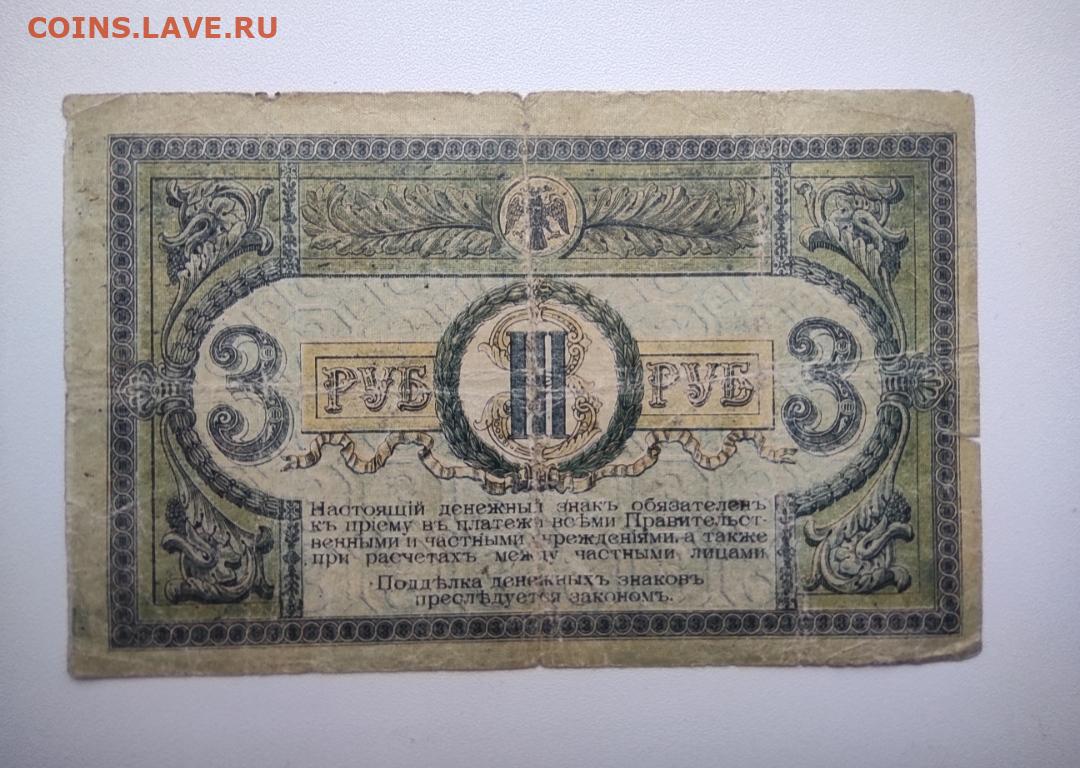 COINS.LAVE.RU
3 РУБ 3 РУБ 3
Настоящій денежный знакъ обязателенъ
къ пріему въ платежи всѣми Правительст-
венными и частными учрежденіями, а также
при расчетахъ между частными лицами.
Поддѣлка денежныхъ знаковъ
преслѣдуется закономъ.